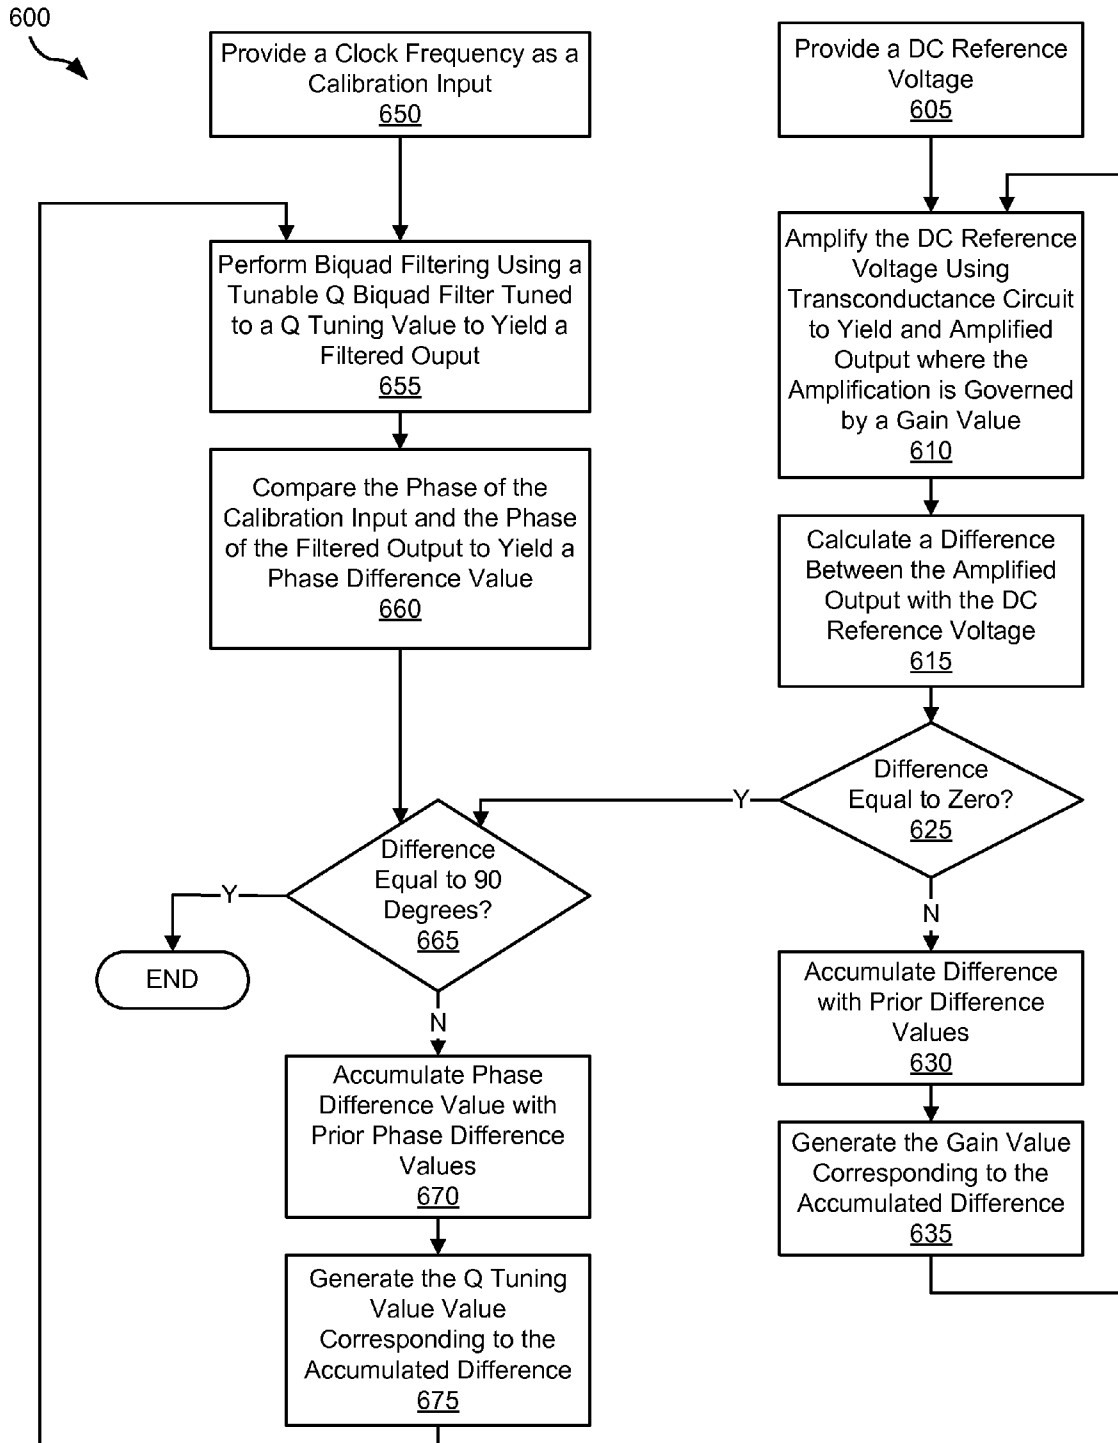 600
Provide a Clock Frequency as a
Calibration Input
650
Perform Biquad Filtering Using a
Tunable Q Biquad Filter Tuned
to a Q Tuning Value to Yield a
Filtered Ouput
655
Compare the Phase of the
Calibration Input and the Phase
of the Filtered Output to Yield a
Phase Difference Value
660
Difference
Equal to 90
Degrees?
665
Y
END
N
Accumulate Phase
Difference Value with
Prior Phase Difference
Values
670
Generate the Q Tuning
Value Value
Corresponding to the
Accumulated Difference
675
Provide a DC Reference
Voltage
605
Amplify the DC Reference
Voltage Using
Transconductance Circuit
to Yield and Amplified
Output where the
Amplification is Governed
by a Gain Value
610
Calculate a Difference
Between the Amplified
Output with the DC
Reference Voltage
615
Difference
Equal to Zero?
625
Y
N
Accumulate Difference
with Prior Difference
Values
630
Generate the Gain Value
Corresponding to the
Accumulated Difference
635